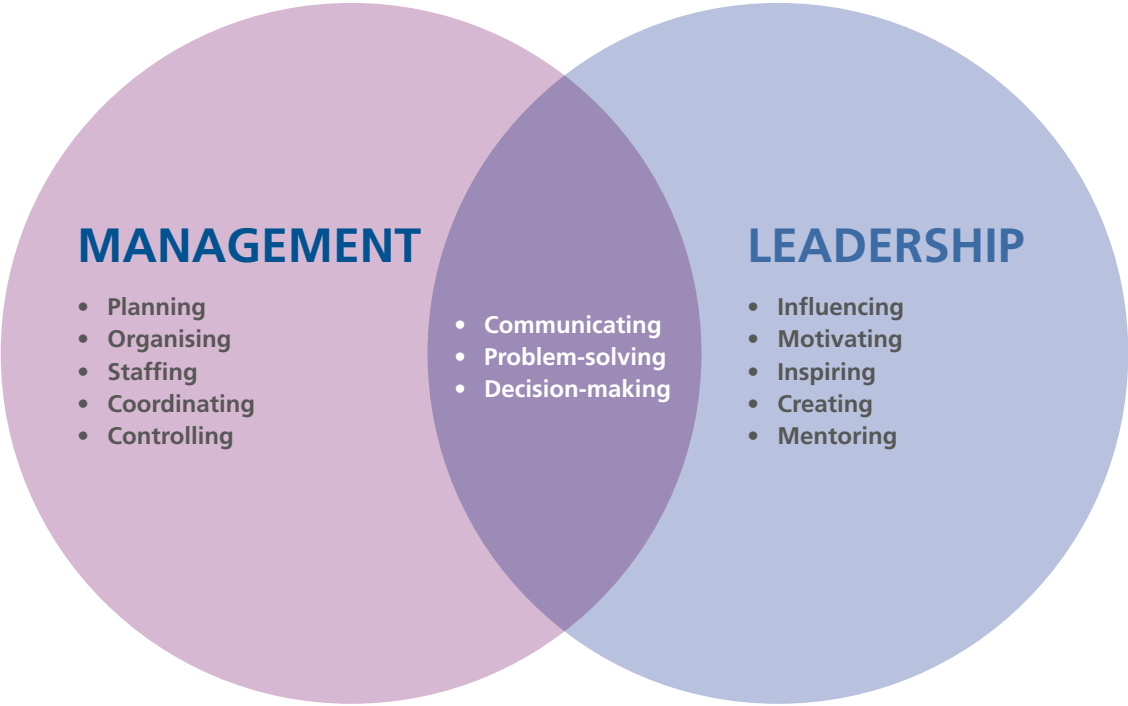 MANAGEMENT
• Planning
• Organising
• Staffing
• Coordinating
• Controlling
• Communicating
• Problem-solving
• Decision-making
LEADERSHIP
• Influencing
• Motivating
• Inspiring
• Creating
• Mentoring